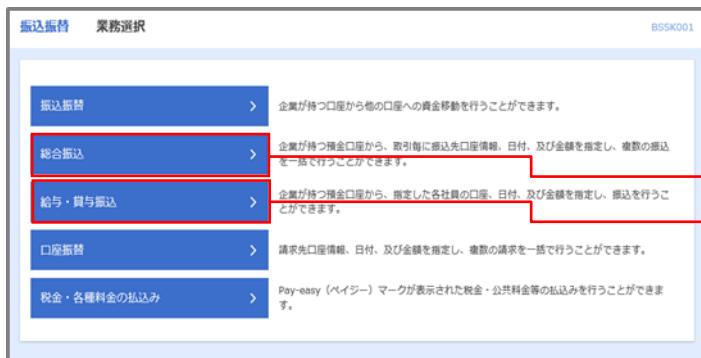 振込振替 業務選択 BSSK001
振込振替 企業が持つ口座から他の口座への資金移動を行うことができます。
総合振込 企業が持つ預金口座から、取引毎に振込先口座情報、日付、及び金額を指定し、複数の振込
を一括で行うことができます。
給与・賞与振込 企業が持つ預金口座から、指定した各社員の口座、日付、及び金額を指定し、振込を行うこ
とができます。
口座振替 請求先口座情報、日付、及び金額を指定し、複数の請求を一括で行うことができます。
税金・各種料金の払込み Pay-easy（ペイジー）マークが表示された税金・公共料金等の払込みを行うことができま
す。